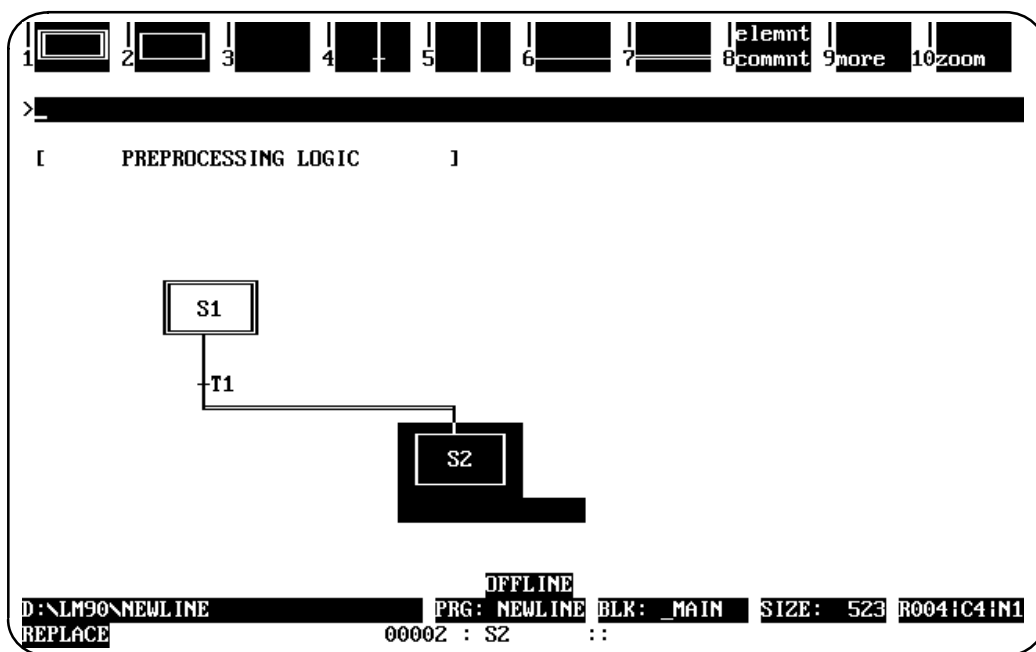 elemnt
1 2 3 4 5 6 7 8commnt 9more 10zoom
>_
[ PREPROCESSING LOGIC ]
S1
T1
S2
OFFLINE
D:\LM90\NEWLINE PRG: NEWLINE BLK: _MAIN SIZE: 523 R004|C4|N1
REPLACE 00002 : S2 ::